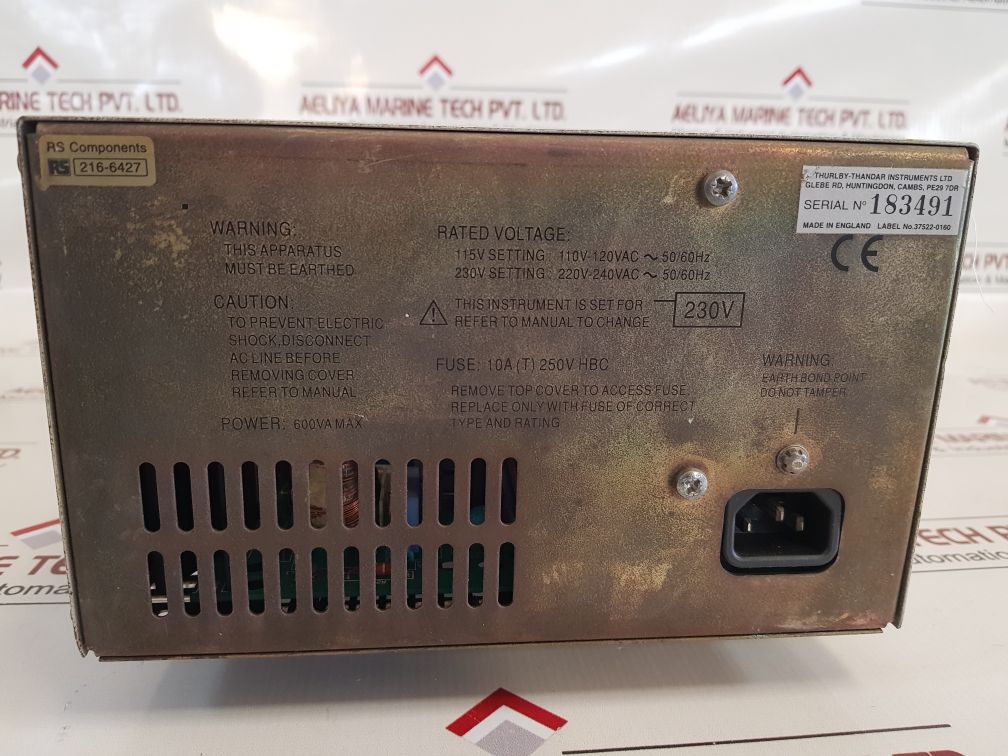 ARINE TECH PVT. LTD.
AELIYA MARINE TECH PVT. LTD.
AELIYA MARINE TECH PVT. LTD.
RS Components
RS 216-6427
THURLBY-THANDAR INSTRUMENTS LTD
GLEBE RD, HUNTINGDON, CAMBS, PE29 7DR
SERIAL Nº 183491
MADE IN ENGLAND LABEL No.37522-0160
CE
WARNING:
THIS APPARATUS
MUST BE EARTHED
CAUTION:
TO PREVENT ELECTRIC
SHOCK,DISCONNECT
AC LINE BEFORE
REMOVING COVER
REFER TO MANUAL
POWER: 600VA MAX
RATED VOLTAGE:
115V SETTING: 110V-120VAC ~ 50/60Hz
230V SETTING: 220V-240VAC ~ 50/60Hz
THIS INSTRUMENT IS SET FOR
REFER TO MANUAL TO CHANGE
230V
FUSE: 10A (T) 250V HBC
REMOVE TOP COVER TO ACCESS FUSE,
REPLACE ONLY WITH FUSE OF CORRECT
TYPE AND RATING
WARNING
EARTH BOND POINT
DO NOT TAMPER